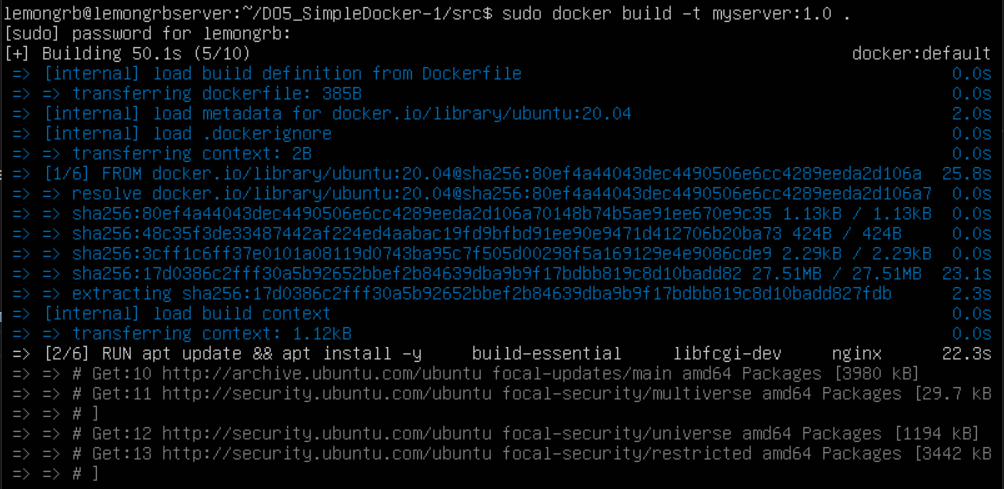 lemongrb@lemongrbserver:~/DO5_SimpleDocker-1/src$ sudo docker build -t myserver:1.0 .
[sudo] password for lemongrb:
[+] Building 50.1s (5/10) docker:default
=> [internal] load build definition from Dockerfile 0.0s
=> => transferring dockerfile: 385B 0.0s
=> [internal] load metadata for docker.io/library/ubuntu:20.04 2.0s
=> [internal] load .dockerignore 0.0s
=> => transferring context: 2B 0.0s
=> [1/6] FROM docker.io/library/ubuntu:20.04@sha256:80ef4a44043dec4490506e6cc4289eeda2d106a 25.8s
=> => resolve docker.io/library/ubuntu:20.04@sha256:80ef4a44043dec4490506e6cc4289eeda2d106a7 0.0s
=> => sha256:80ef4a44043dec4490506e6cc4289eeda2d106a70148b74b5ae91ee670e9c35 1.13kB / 1.13kB 0.0s
=> => sha256:48c35f3de33487442af224ed4aabac19fd9bfbd91ee90e9471d412706b20ba73 424B / 424B 0.0s
=> => sha256:3cff1c6ff37e0101a08119d0743ba95c7f505d00298f5a169129e4e9086cde9 2.29kB / 2.29kB 0.0s
=> => sha256:17d0386c2fff30a5b92652bbef2b84639dba9b9f17bdbb819c8d10badd82 27.51MB / 27.51MB 23.1s
=> => extracting sha256:17d0386c2fff30a5b92652bbef2b84639dba9b9f17bdbb819c8d10badd827fdb 2.3s
=> [internal] load build context 0.0s
=> => transferring context: 1.12kB 0.0s
=> [2/6] RUN apt update && apt install -y build-essential libfcgi-dev nginx 22.3s
=> => # Get:10 http://archive.ubuntu.com/ubuntu focal-updates/main amd64 Packages [3980 kB]
=> => # Get:11 http://security.ubuntu.com/ubuntu focal-security/multiverse amd64 Packages [29.7 kB
=> => # ]
=> => # Get:12 http://security.ubuntu.com/ubuntu focal-security/universe amd64 Packages [1194 kB]
=> => # Get:13 http://security.ubuntu.com/ubuntu focal-security/restricted amd64 Packages [3442 kB
=> => # ]